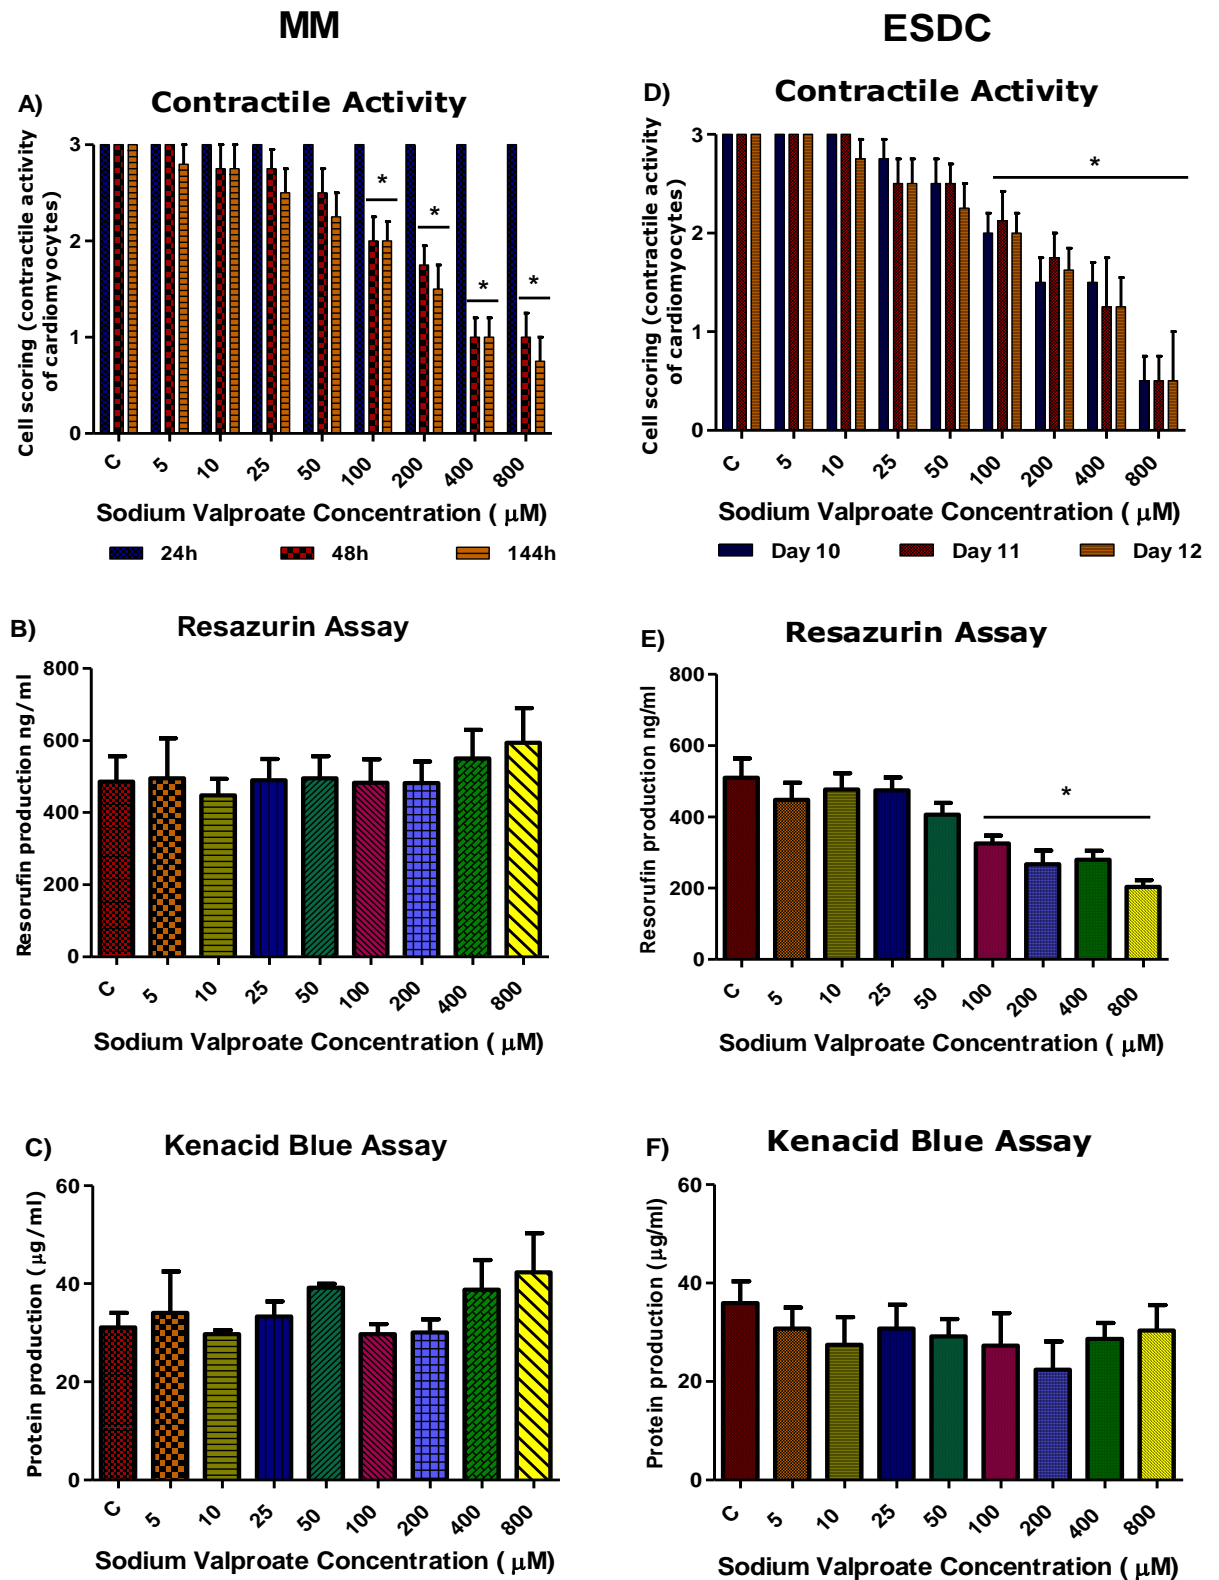 MM
ESDC
A)
Contractile Activity
Cell scoring (contractile activity
of cardiomyocytes)
3
2
1
0
* * * *
C 5 10 25 50 100 200 400 800
Sodium Valproate Concentration ( μM)
24h 48h 144h
D)
Contractile Activity
Cell scoring (contractile activity
of cardiomyocytes)
3
2
1
0
*
C 5 10 25 50 100 200 400 800
Sodium Valproate Concentration ( μM)
Day 10 Day 11 Day 12
B)
Resazurin Assay
Resorufin production ng/ml
800
600
400
200
0
C 5 10 25 50 100 200 400 800
Sodium Valproate Concentration ( μM)
E)
Resazurin Assay
Resorufin production ng/ml
800
600
400
200
0
*
C 5 10 25 50 100 200 400 800
Sodium Valproate Concentration ( μM)
C)
Kenacid Blue Assay
Protein production (μg/ml)
60
40
20
0
C 5 10 25 50 100 200 400 800
Sodium Valproate Concentration ( μM)
F)
Kenacid Blue Assay
Protein production (μg/ml)
60
40
20
0
C 5 10 25 50 100 200 400 800
Sodium Valproate Concentration ( μM)